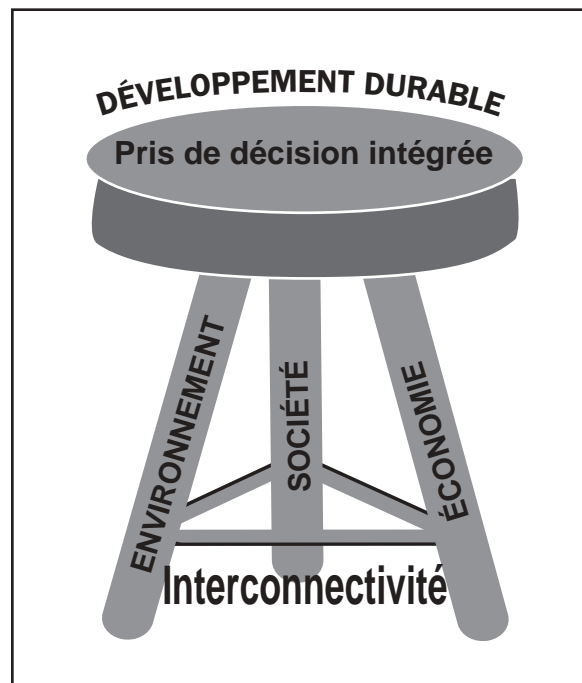 DÉVELOPPEMENT DURABLE
Pris de décision intégrée
ENVIRONNEMENT
SOCIÉTÉ
ÉCONOMIE
Interconnectivité